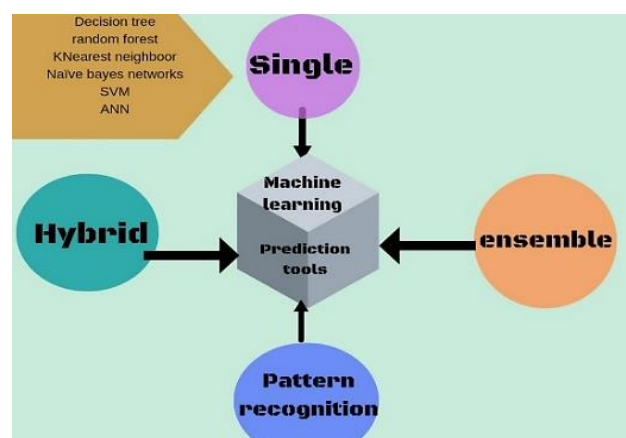 Decision tree
random forest
KNearest neighboor
Naïve bayes networks
SVM
ANN
Single
Machine
learning
Prediction
tools
Hybrid
ensemble
Pattern
recognition